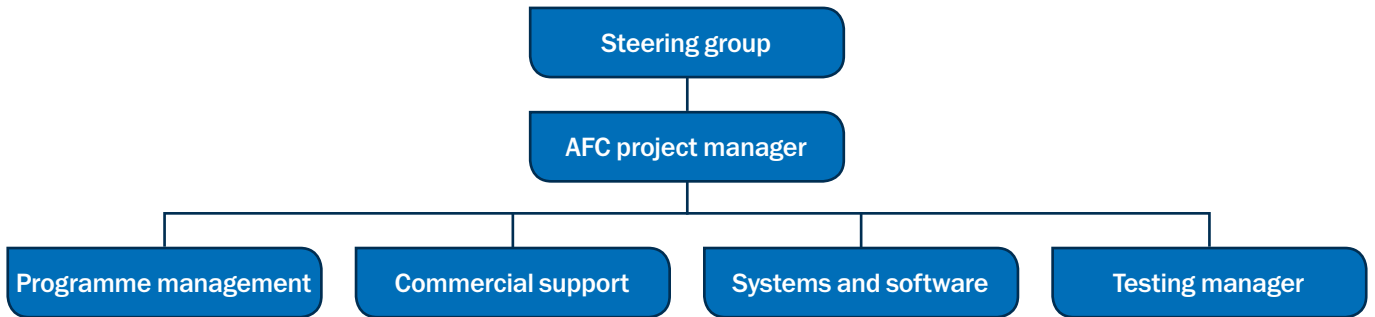 Steering group
AFC project manager
Programme management
Commercial support
Systems and software
Testing manager